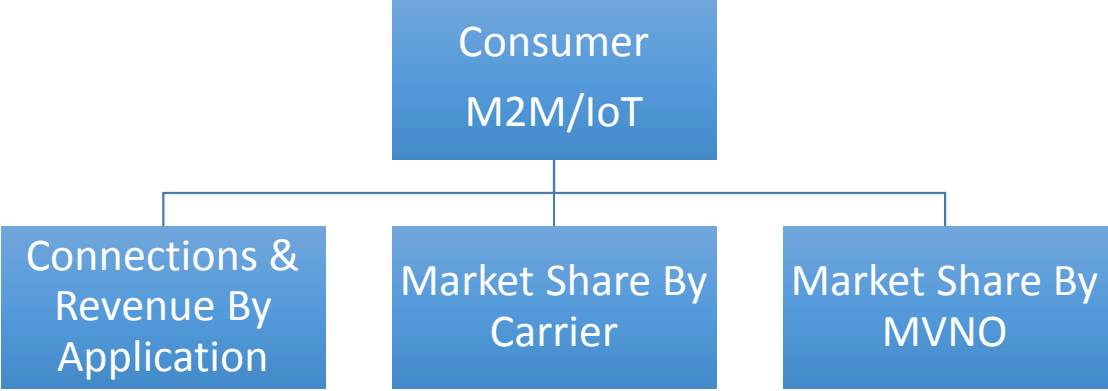 Consumer
M2M/IoT
Connections &
Revenue By
Application
Market Share By
Carrier
Market Share By
MVNO